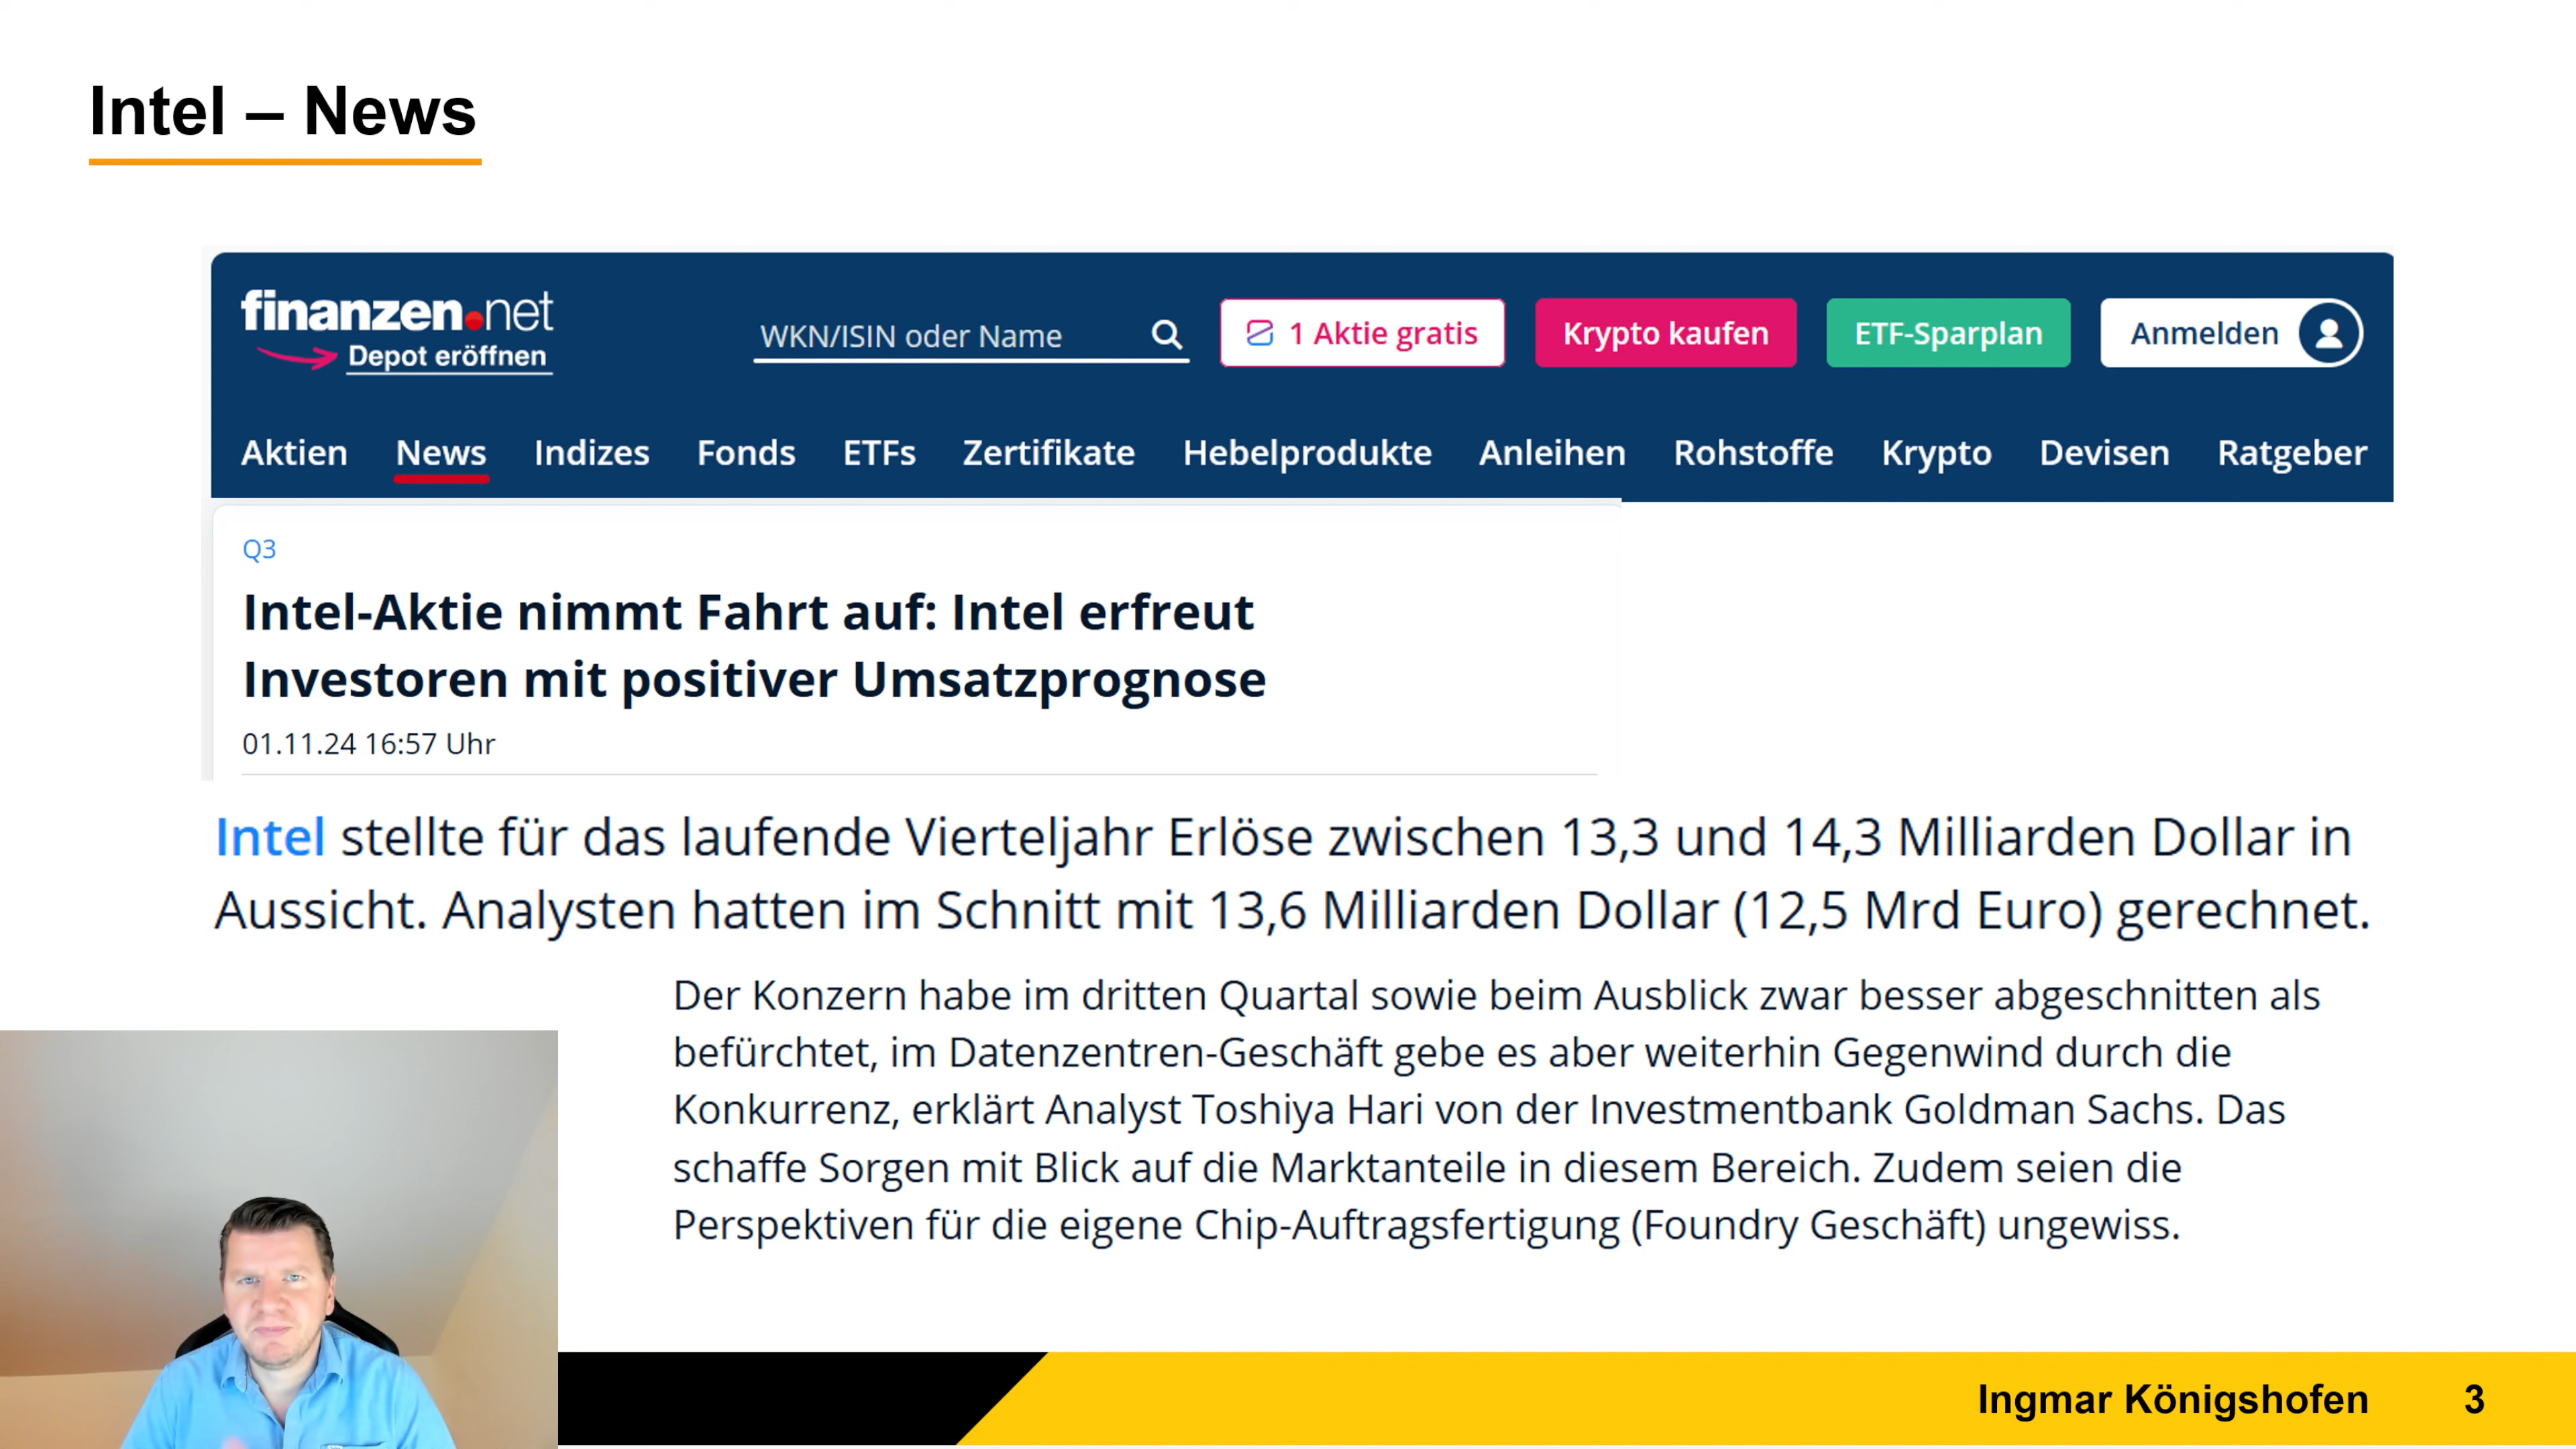 Intel – News
finanzen.net
Depot eröffnen
WKN/ISIN oder Name
1 Aktie gratis
Krypto kaufen
ETF-Sparplan
Anmelden
Aktien News Indizes Fonds ETFs Zertifikate Hebelprodukte Anleihen Rohstoffe Krypto Devisen Ratgeber
Q3
Intel-Aktie nimmt Fahrt auf: Intel erfreut
Investoren mit positiver Umsatzprognose
01.11.24 16:57 Uhr
Intel stellte für das laufende Vierteljahr Erlöse zwischen 13,3 und 14,3 Milliarden Dollar in
Aussicht. Analysten hatten im Schnitt mit 13,6 Milliarden Dollar (12,5 Mrd Euro) gerechnet.
Der Konzern habe im dritten Quartal sowie beim Ausblick zwar besser abgeschnitten als
befürchtet, im Datenzentren-Geschäft gebe es aber weiterhin Gegenwind durch die
Konkurrenz, erklärt Analyst Toshiya Hari von der Investmentbank Goldman Sachs. Das
schaffe Sorgen mit Blick auf die Marktanteile in diesem Bereich. Zudem seien die
Perspektiven für die eigene Chip-Auftragsfertigung (Foundry Geschäft) ungewiss.
Ingmar Königshofen 3